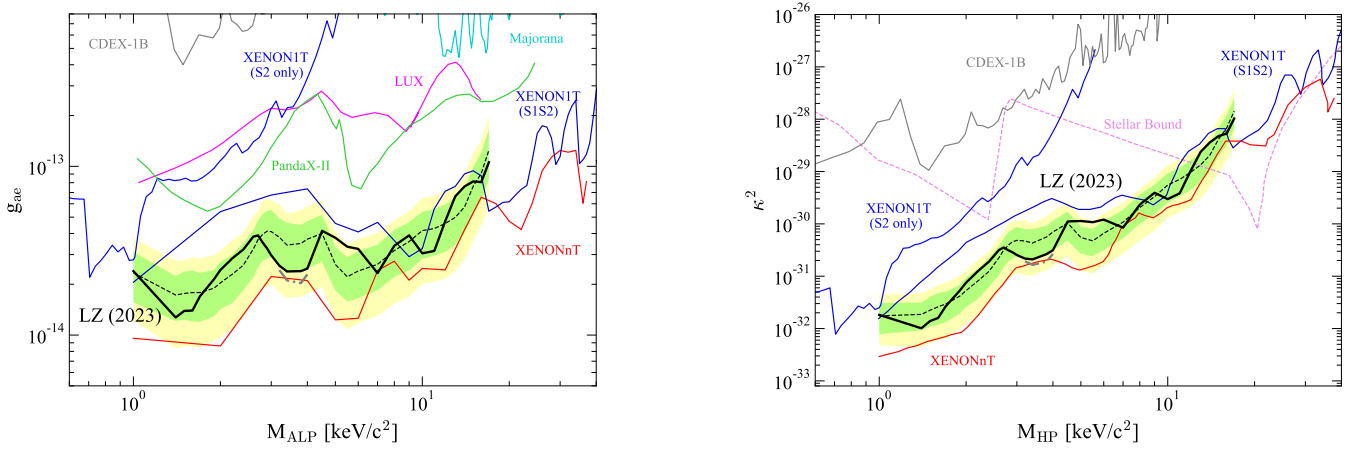 CDEX-1B
XENON1T
(S2 only)
Majorana
LUX
XENON1T
(S1S2)
PandaX-II
XENONnT
LZ (2023)
g_ae
10^-13
10^-14
10^0
10^1
M_ALP [keV/c^2]
10^-26
10^-27
10^-28
10^-29
10^-30
10^-31
10^-32
10^-33
κ^2
CDEX-1B
XENON1T
(S1S2)
Stellar Bound
LZ (2023)
XENON1T
(S2 only)
XENONnT
10^0
10^1
M_HP [keV/c^2]